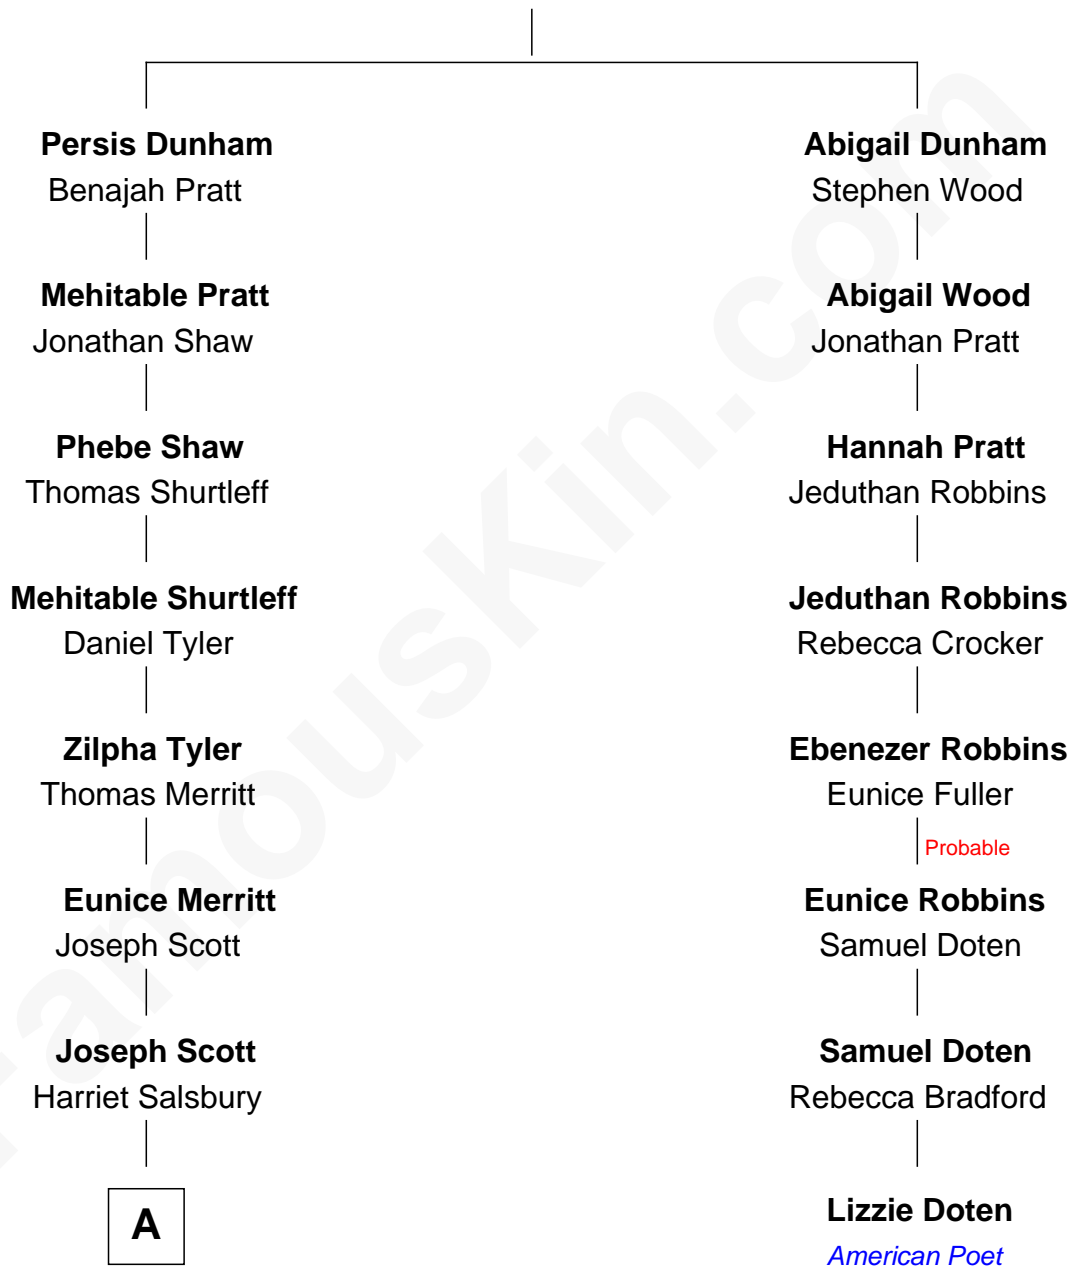 Persis Dunham
Benajah Pratt
Mehitable Pratt
Jonathan Shaw
Phebe Shaw
Thomas Shurtleff
Mehitable Shurtleff
Daniel Tyler
Zilpha Tyler
Thomas Merritt
Eunice Merritt
Joseph Scott
Joseph Scott
Harriet Salsbury
A
Abigail Dunham
Stephen Wood
Abigail Wood
Jonathan Pratt
Hannah Pratt
Jeduthan Robbins
Jeduthan Robbins
Rebecca Crocker
Ebenezer Robbins
Eunice Fuller
Probable
Eunice Robbins
Samuel Doten
Samuel Doten
Rebecca Bradford
Lizzie Doten
American Poet
FamousKin.com